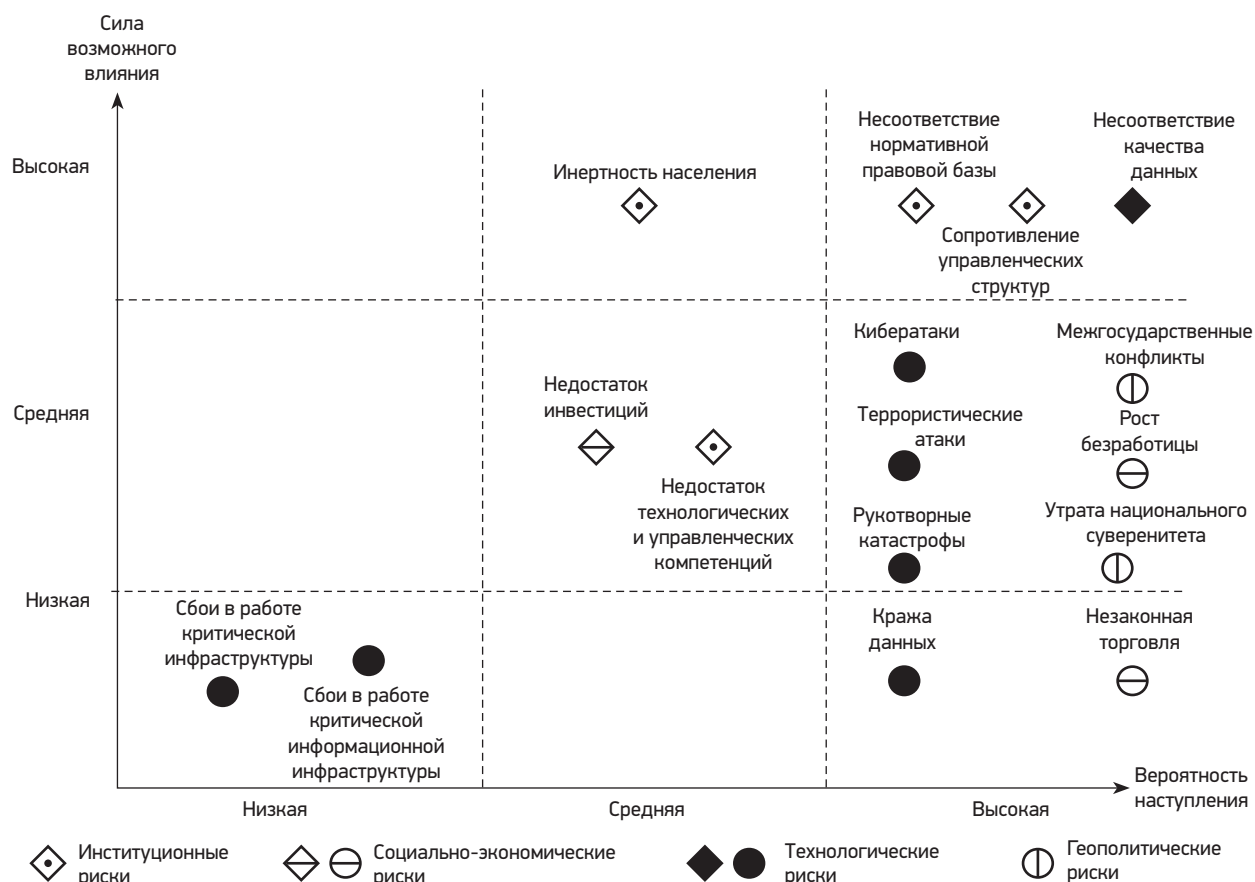 Сила
возможного
влияния
Высокая
Инертность населения
Несоответствие
нормативной
правовой базы
Сопротивление
управленческих
структур
Несоответствие
качества
данных
Средняя
Недостаток
инвестиций
Недостаток
технологических
и управленческих
компетенций
Кибератаки
Террористические
атаки
Рукотворные
катастрофы
Межгосударственные
конфликты
Рост
безработицы
Утрата национального
суверенитета
Низкая
Сбои в работе
критической
инфраструктуры
Сбои в работе
критической
информационной
инфраструктуры
Кража
данных
Незаконная
торговля
Низкая
Средняя
Высокая
Вероятность
наступления
Институционные
риски
Социально-экономические
риски
Технологические
риски
Геополитические
риски